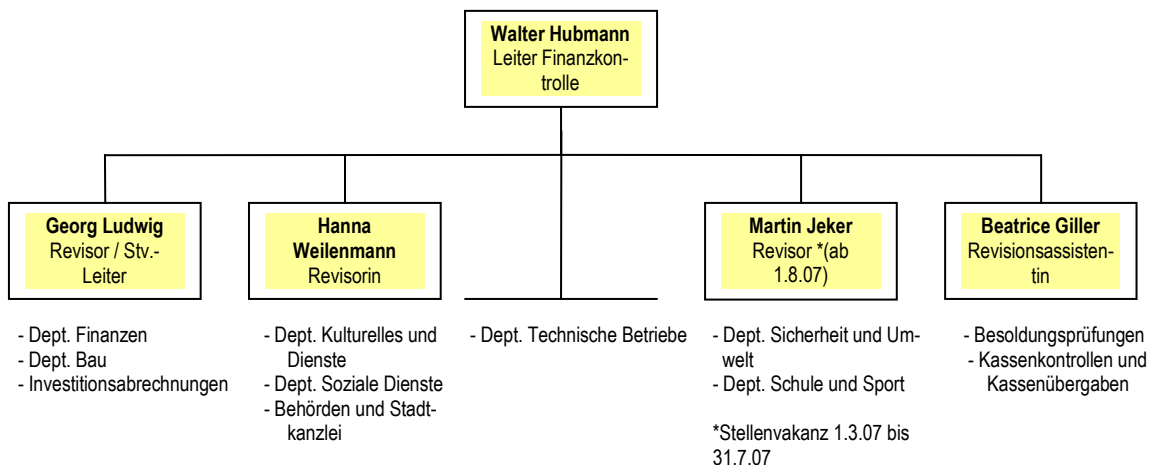 Walter Hubmann
Leiter Finanzkon-
trolle
Georg Ludwig
Revisor / Stv.-
Leiter
Hanna
Weilenmann
Revisorin
Martin Jeker
Revisor *(ab
1.8.07)
Beatrice Giller
Revisionsassisten-
tin
- Dept. Finanzen
- Dept. Bau
- Investitionsabrechnungen
- Dept. Kulturelles und
Dienste
- Dept. Soziale Dienste
- Behörden und Stadt-
kanzlei
- Dept. Technische Betriebe
- Dept. Sicherheit und Um-
welt
- Dept. Schule und Sport
*Stellenvakanz 1.3.07 bis
31.7.07
- Besoldungsprüfungen
- Kassenkontrollen und
Kassenübergaben